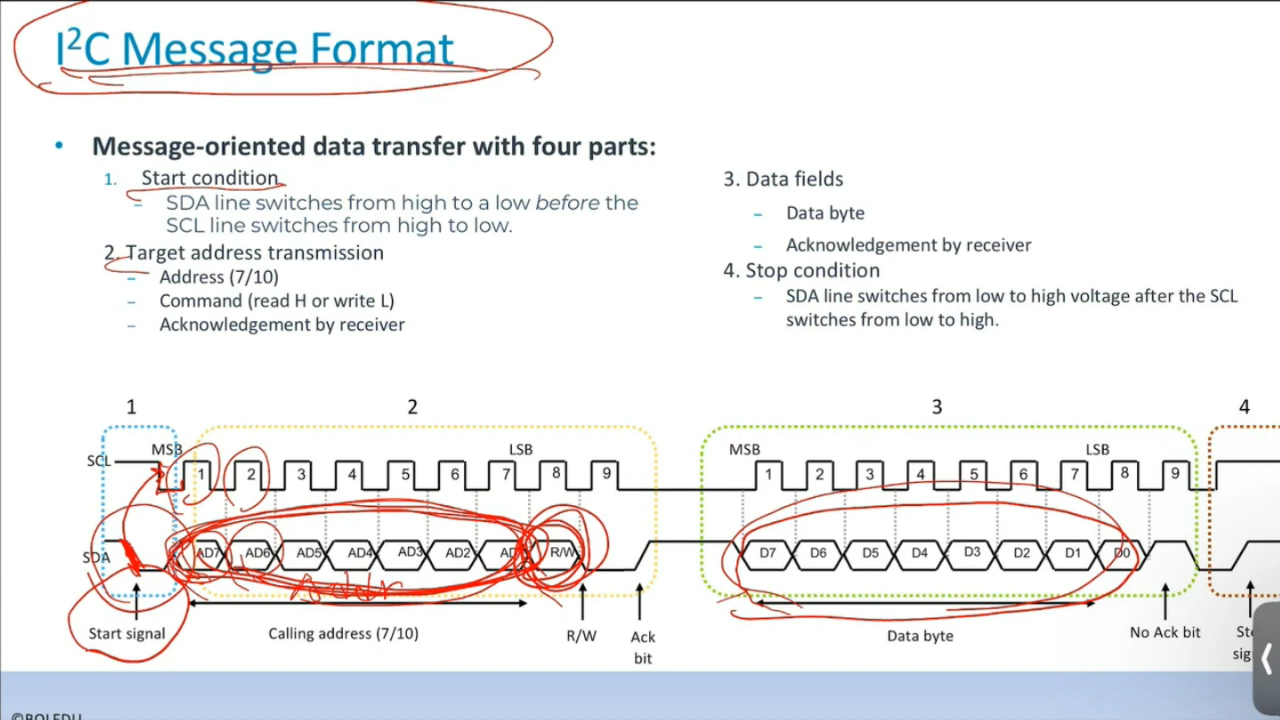 I²C Message Format
• Message-oriented data transfer with four parts:
1. Start condition
– SDA line switches from high to a low before the
SCL line switches from high to low.
2. Target address transmission
– Address (7/10)
– Command (read H or write L)
– Acknowledgement by receiver
3. Data fields
– Data byte
– Acknowledgement by receiver
4. Stop condition
– SDA line switches from low to high voltage after the SCL
switches from low to high.
1 2 3 4
MSB LSB MSB LSB
SCL 1 2 3 4 5 6 7 8 9 1 2 3 4 5 6 7 8 9
SDA AD7 AD6 AD5 AD4 AD3 AD2 AD R/W D7 D6 D5 D4 D3 D2 D1 D0
Addr
Start signal Calling address (7/10) R/W Ack
bit
Data byte No Ack bit
©BOLEDU